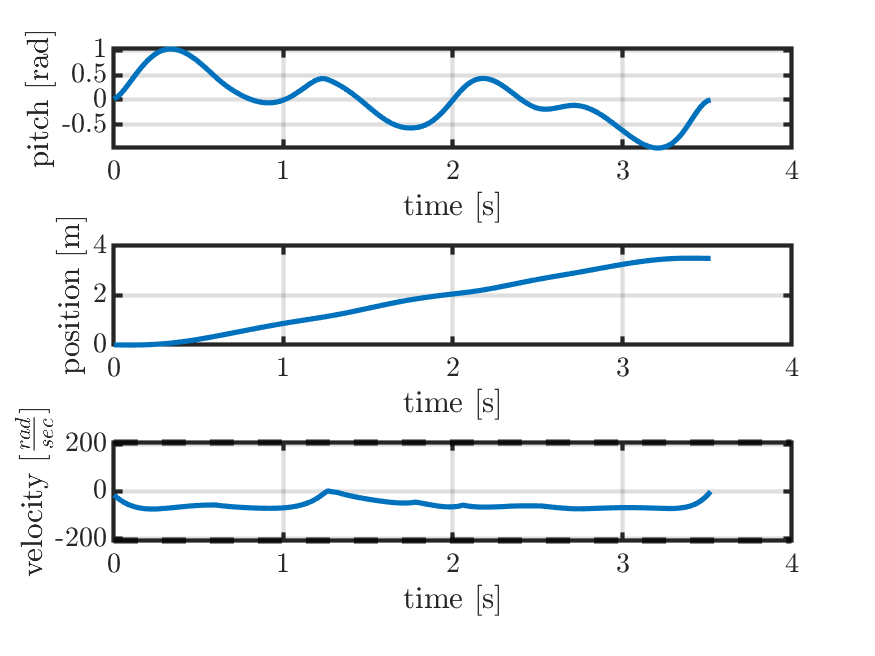 pitch [rad]
1
0.5
0
-0.5
0 1 2 3 4
time [s]
position [m]
4
2
0
0 1 2 3 4
time [s]
velocity [rad/sec]
200
0
-200
0 1 2 3 4
time [s]